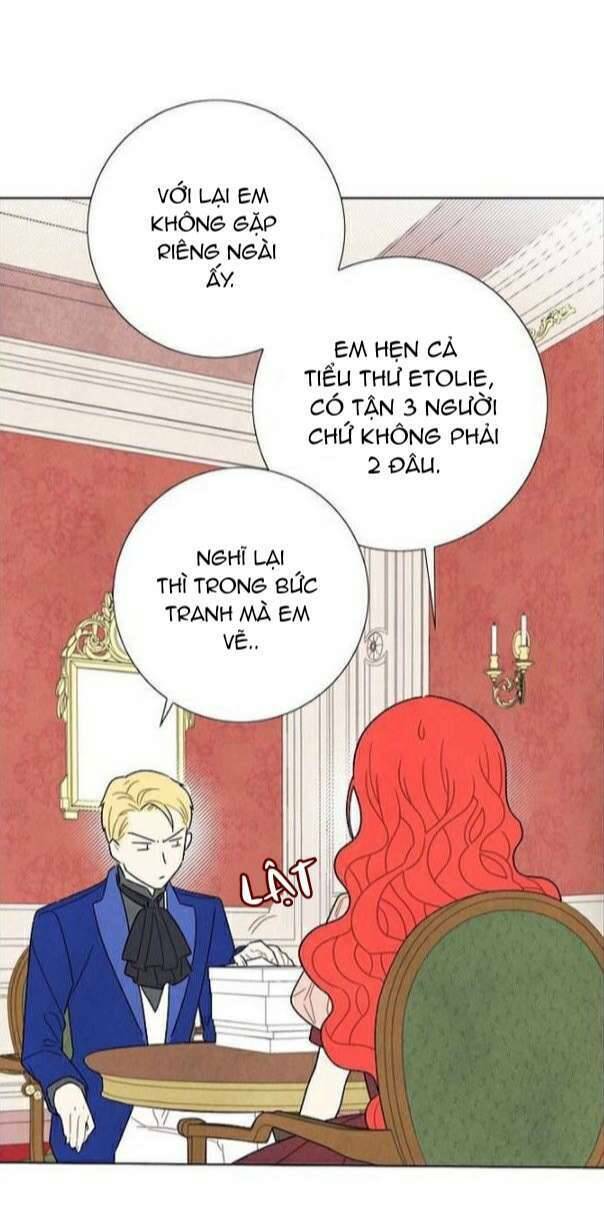 VỚI LẠI EM
KHÔNG GẶP
RIÊNG NGÀI
ẤY.
EM HẸN CẢ
TIỂU THƯ ETOLIE,
CÓ TẬN 3 NGƯỜI
CHỨ KHÔNG PHẢI
2 ĐÂU.
NGHĨ LẠI
THÌ TRONG BỨC
TRANH MÀ EM
VẼ..
LẬT